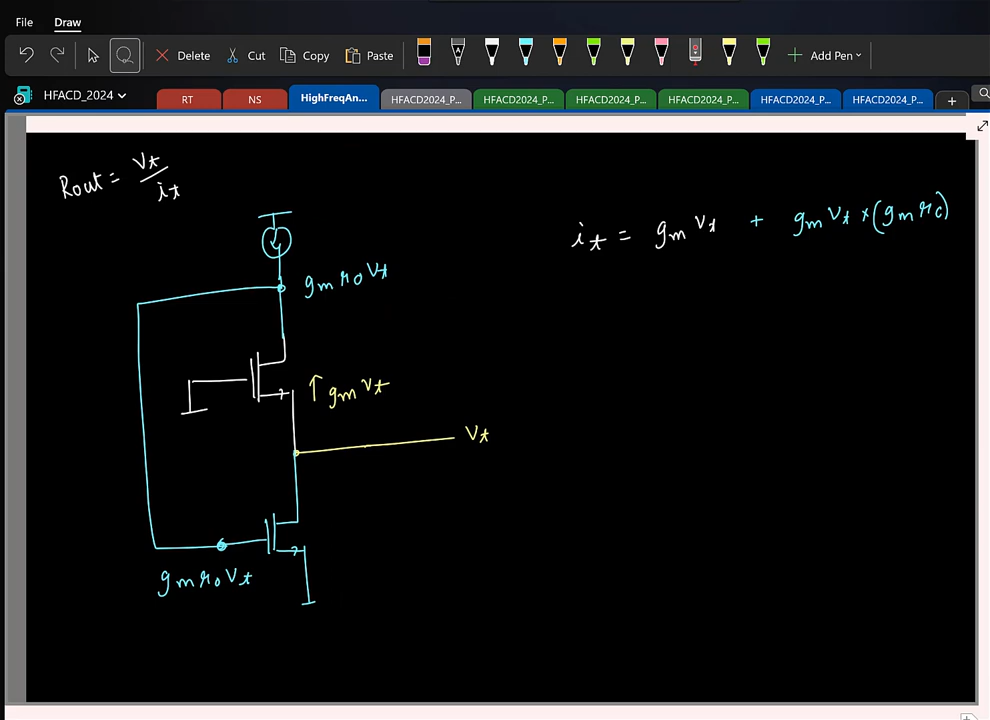 File Draw
Delete Cut Copy Paste Add Pen
HFACD_2024 RT NS HighFreqAn... HFACD2024_P... HFACD2024_P... HFACD2024_P... HFACD2024_P... HFACD2024_P... HFACD2024_P...
Rout = Vt / it
it = gm Vt + gm Vt × (gm ro)
gm ro Vt
↑ gm Vt
Vt
gm ro Vt